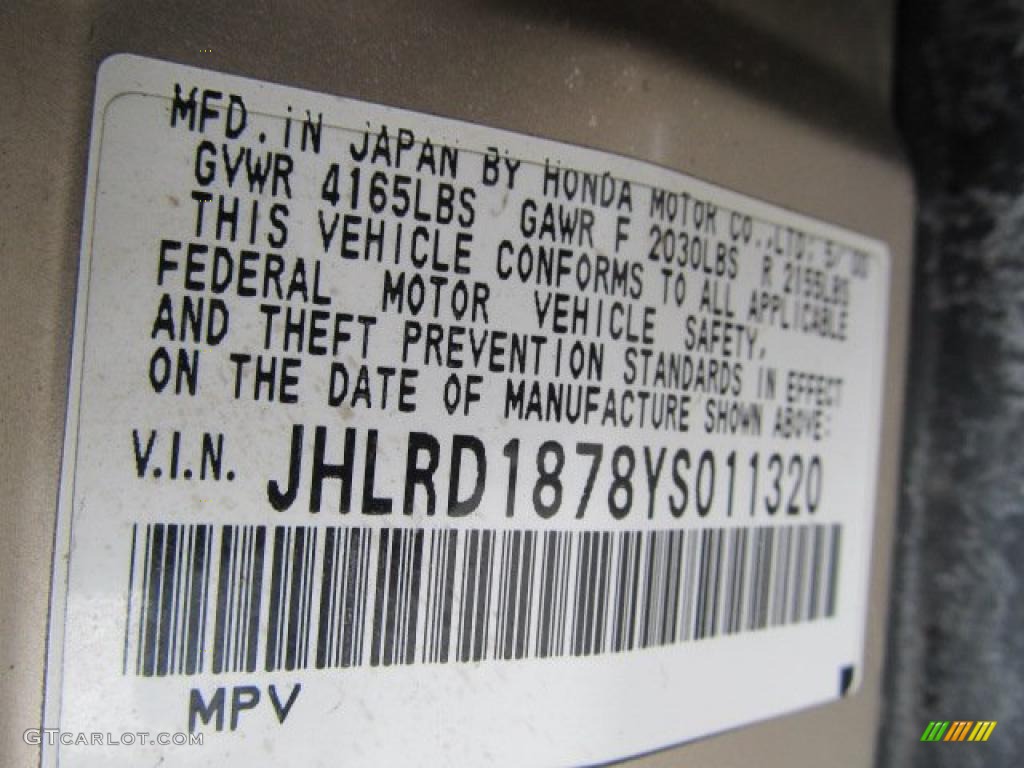 MFD. IN JAPAN BY HONDA MOTOR CO.,LTD. 5/00
GVWR 4165LBS GAWR F 2030LBS R 2155LBS
THIS VEHICLE CONFORMS TO ALL APPLICABLE
FEDERAL MOTOR VEHICLE SAFETY,
AND THEFT PREVENTION STANDARDS IN EFFECT
ON THE DATE OF MANUFACTURE SHOWN ABOVE:
V.I.N. JHLRD1878YS011320
MPV
GTCARLOT.COM